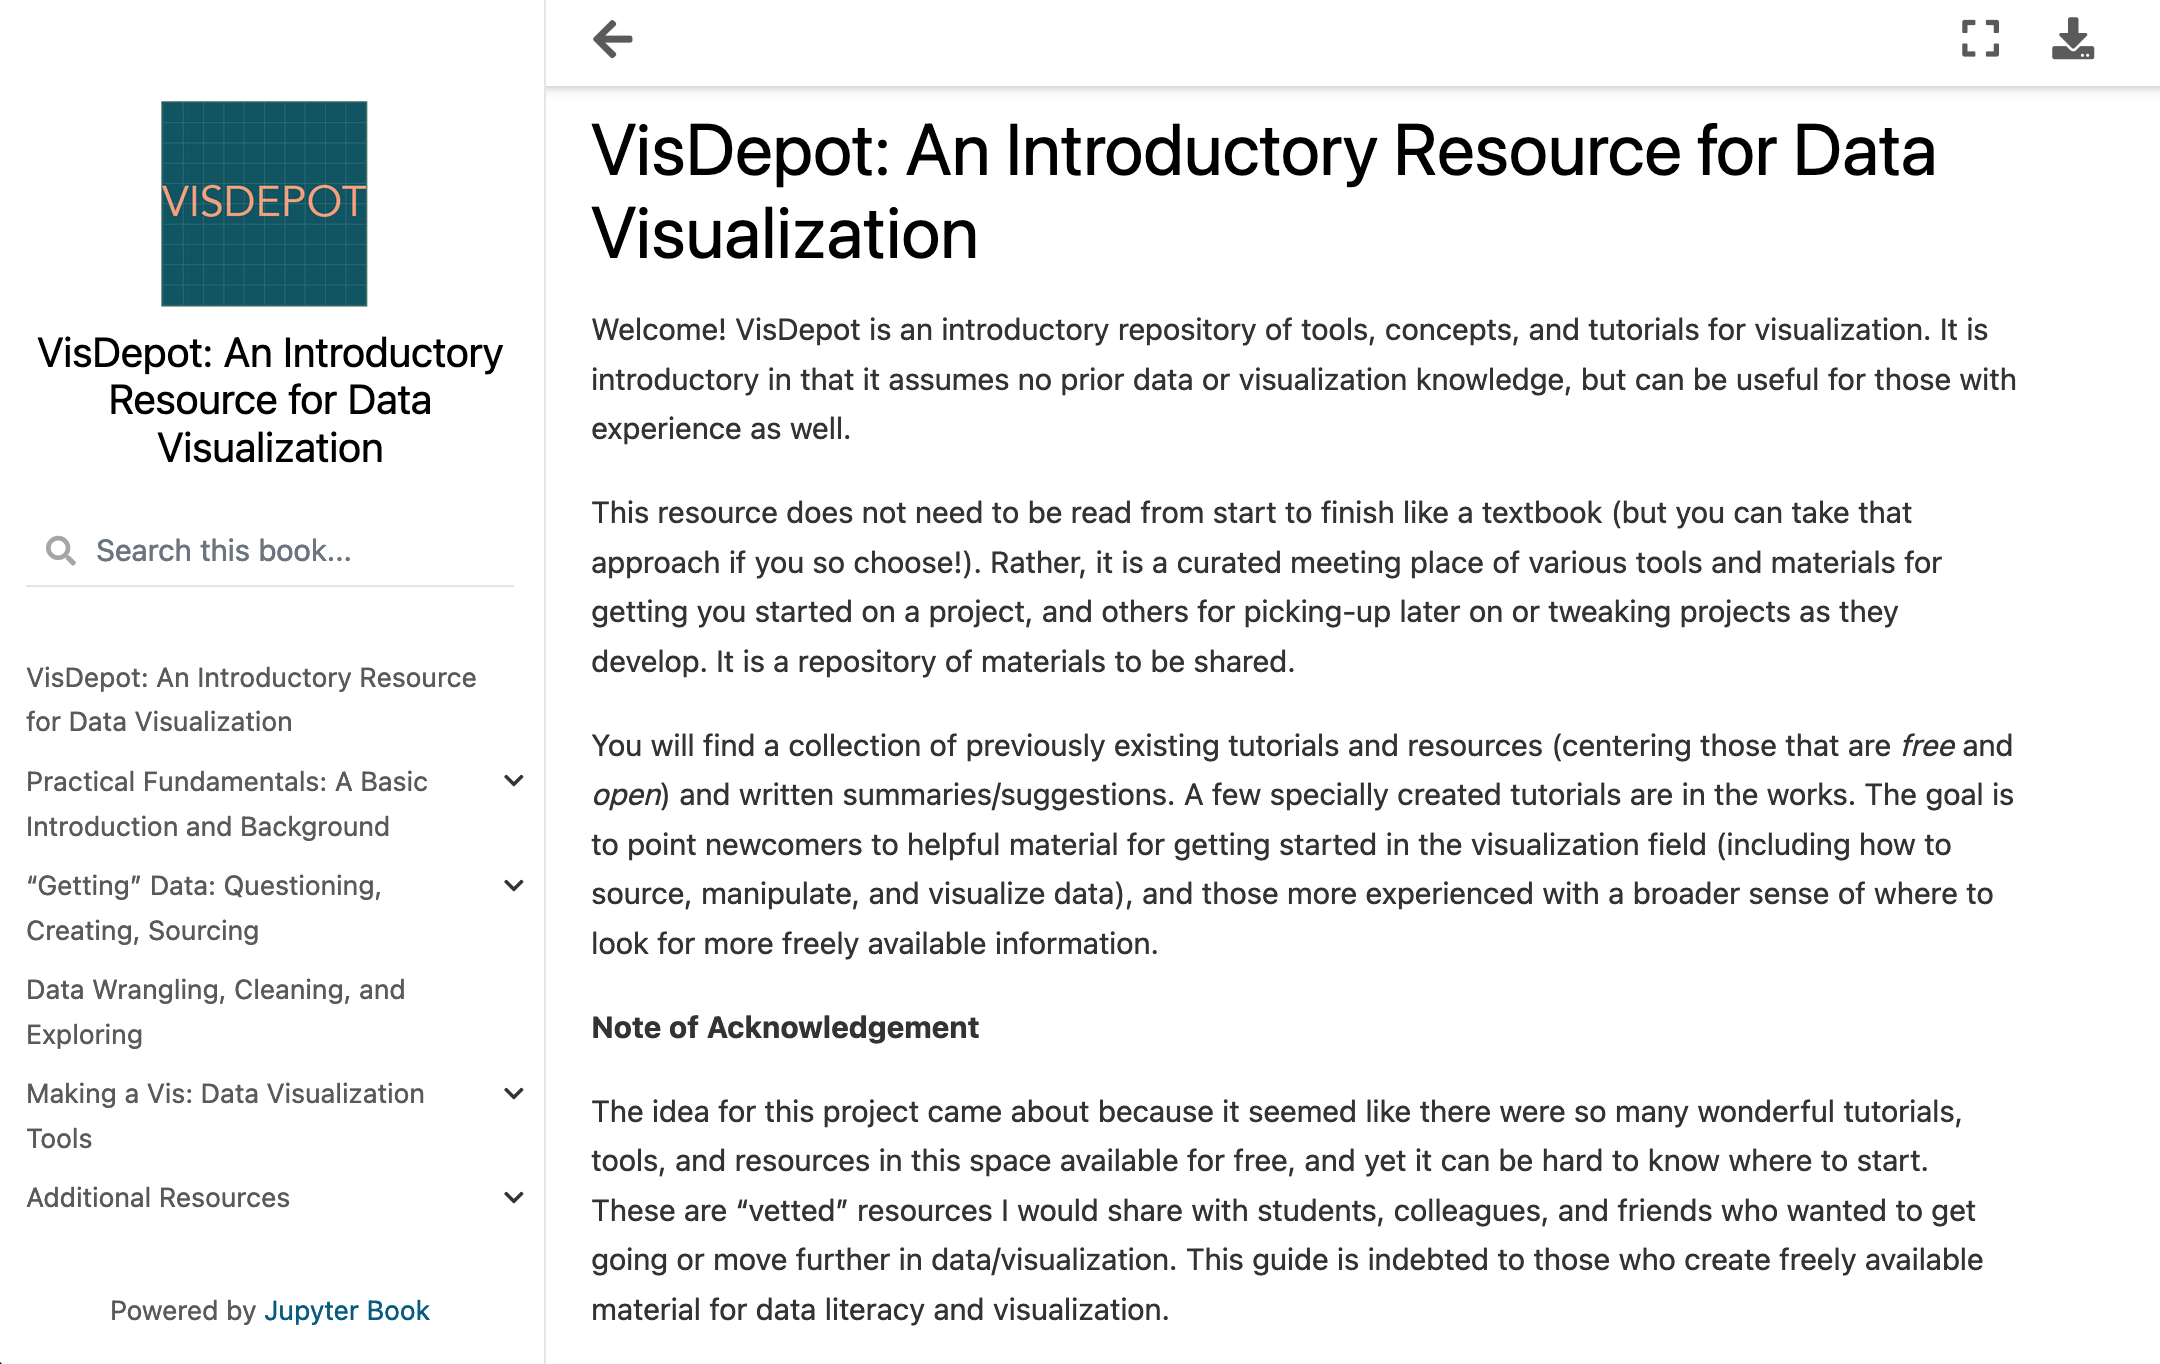 VISDEPOT
VisDepot: An Introductory
Resource for Data
Visualization
Search this book...
VisDepot: An Introductory Resource
for Data Visualization
Practical Fundamentals: A Basic
Introduction and Background
“Getting” Data: Questioning,
Creating, Sourcing
Data Wrangling, Cleaning, and
Exploring
Making a Vis: Data Visualization
Tools
Additional Resources
Powered by Jupyter Book
VisDepot: An Introductory Resource for Data
Visualization
Welcome! VisDepot is an introductory repository of tools, concepts, and tutorials for visualization. It is
introductory in that it assumes no prior data or visualization knowledge, but can be useful for those with
experience as well.
This resource does not need to be read from start to finish like a textbook (but you can take that
approach if you so choose!). Rather, it is a curated meeting place of various tools and materials for
getting you started on a project, and others for picking-up later on or tweaking projects as they
develop. It is a repository of materials to be shared.
You will find a collection of previously existing tutorials and resources (centering those that are free and
open) and written summaries/suggestions. A few specially created tutorials are in the works. The goal is
to point newcomers to helpful material for getting started in the visualization field (including how to
source, manipulate, and visualize data), and those more experienced with a broader sense of where to
look for more freely available information.
Note of Acknowledgement
The idea for this project came about because it seemed like there were so many wonderful tutorials,
tools, and resources in this space available for free, and yet it can be hard to know where to start.
These are “vetted” resources I would share with students, colleagues, and friends who wanted to get
going or move further in data/visualization. This guide is indebted to those who create freely available
material for data literacy and visualization.